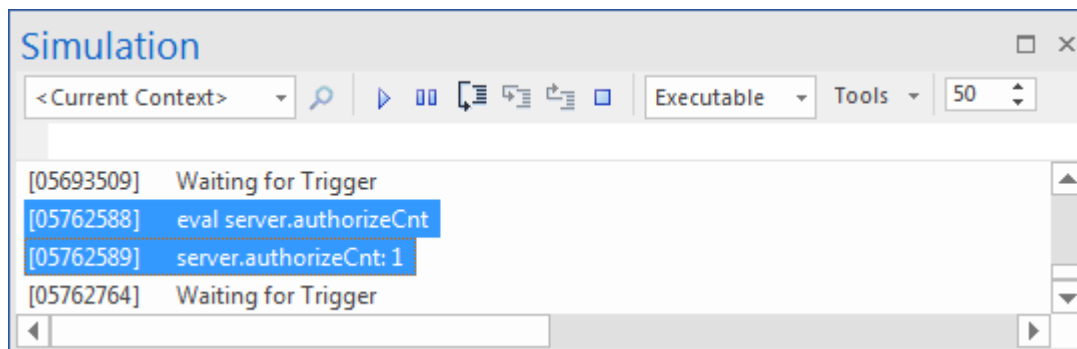 Simulation
<Current Context> Executable Tools 50
[05693509] Waiting for Trigger
[05762588] eval server.authorizeCnt
[05762589] server.authorizeCnt: 1
[05762764] Waiting for Trigger